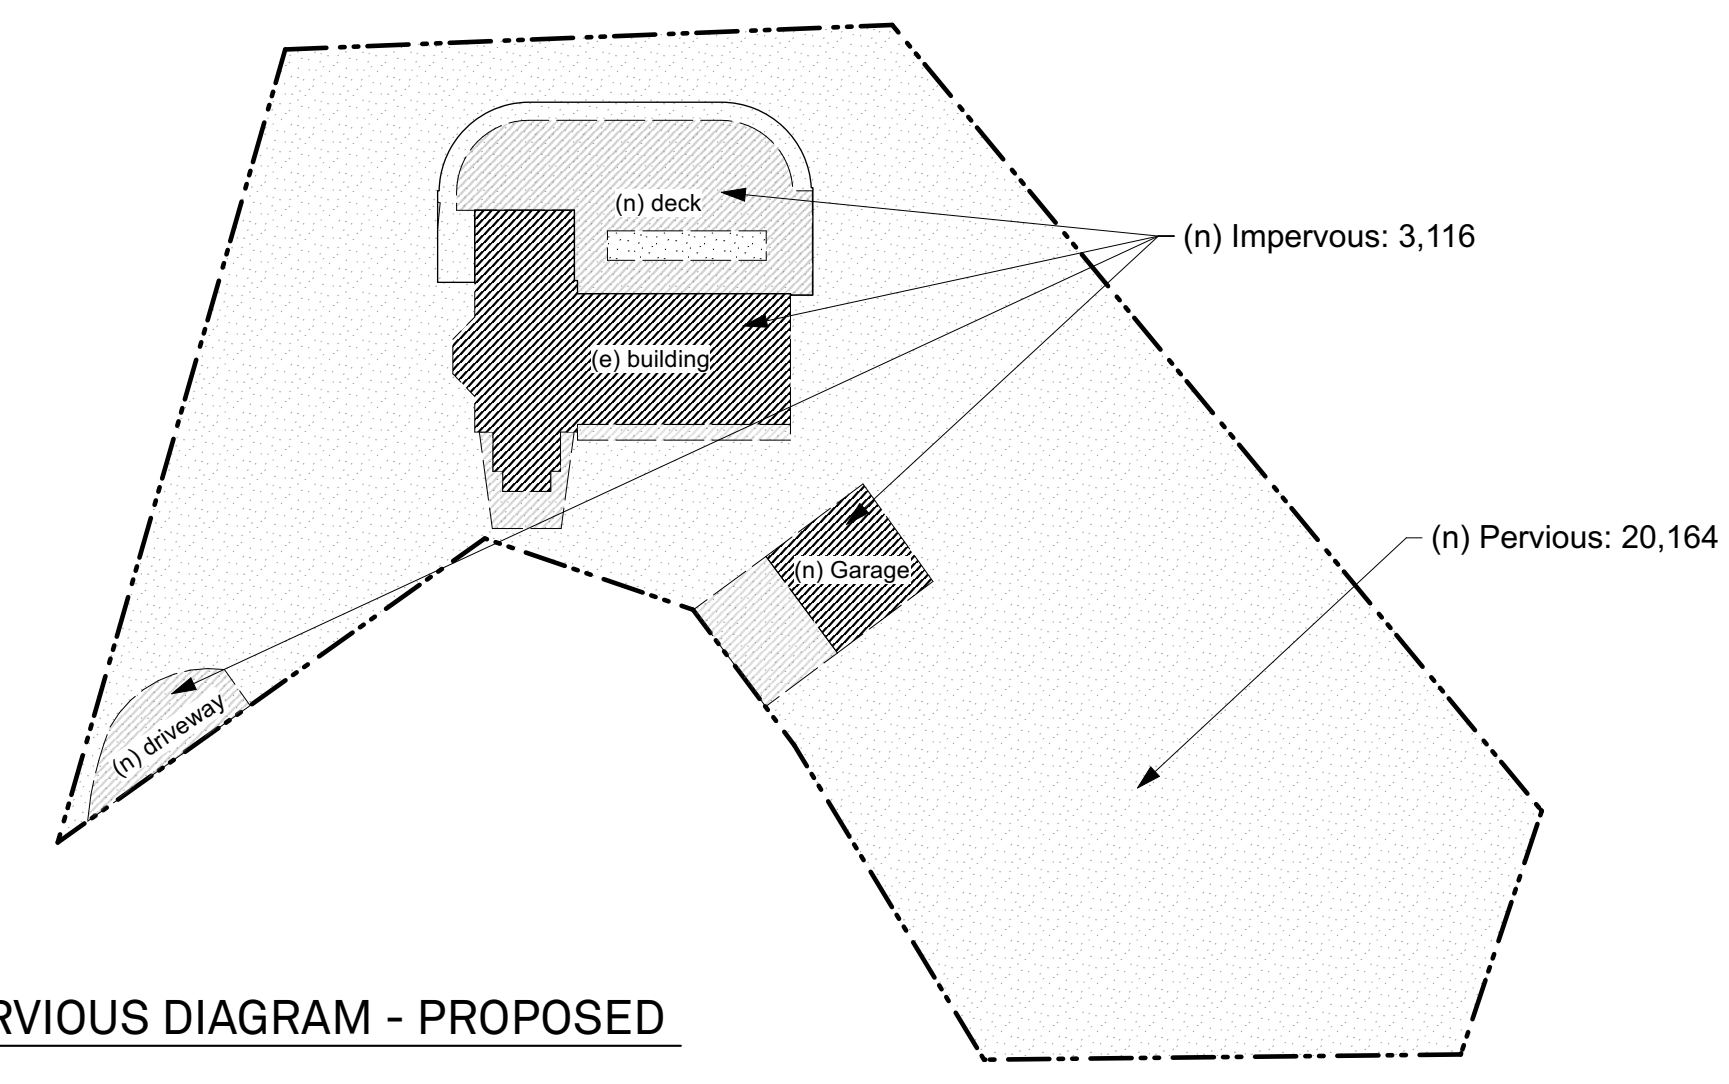 (n) deck
(n) Impervous: 3,116
(e) building
(n) Pervious: 20,164
(n) Garage
(n) driveway
RVIOUS DIAGRAM - PROPOSED